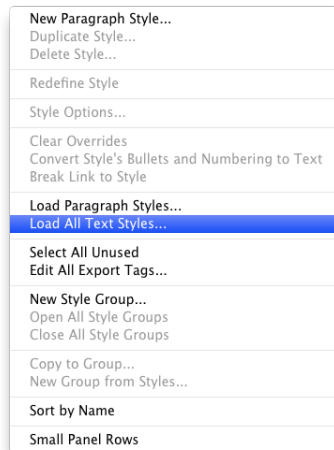 New Paragraph Style...
Duplicate Style...
Delete Style...
Redefine Style
Style Options...
Clear Overrides
Convert Style's Bullets and Numbering to Text
Break Link to Style
Load Paragraph Styles...
Load All Text Styles...
Select All Unused
Edit All Export Tags...
New Style Group...
Open All Style Groups
Close All Style Groups
Copy to Group...
New Group from Styles...
Sort by Name
Small Panel Rows